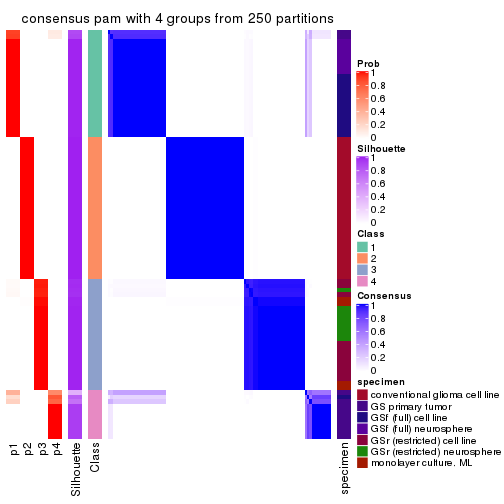 consensus pam with 4 groups from 250 partitions
Prob
1
0.8
0.6
0.4
0.2
0
Silhouette
1
0.8
0.6
0.4
0.2
0
Class
1
2
3
4
Consensus
1
0.8
0.6
0.4
0.2
0
specimen
conventional glioma cell line
GS primary tumor
GSf (full) cell line
GSf (full) neurosphere
GSr (restricted) cell line
GSr (restricted) neurosphere
monolayer culture. ML
p1
p2
p3
p4
Silhouette
Class
specimen